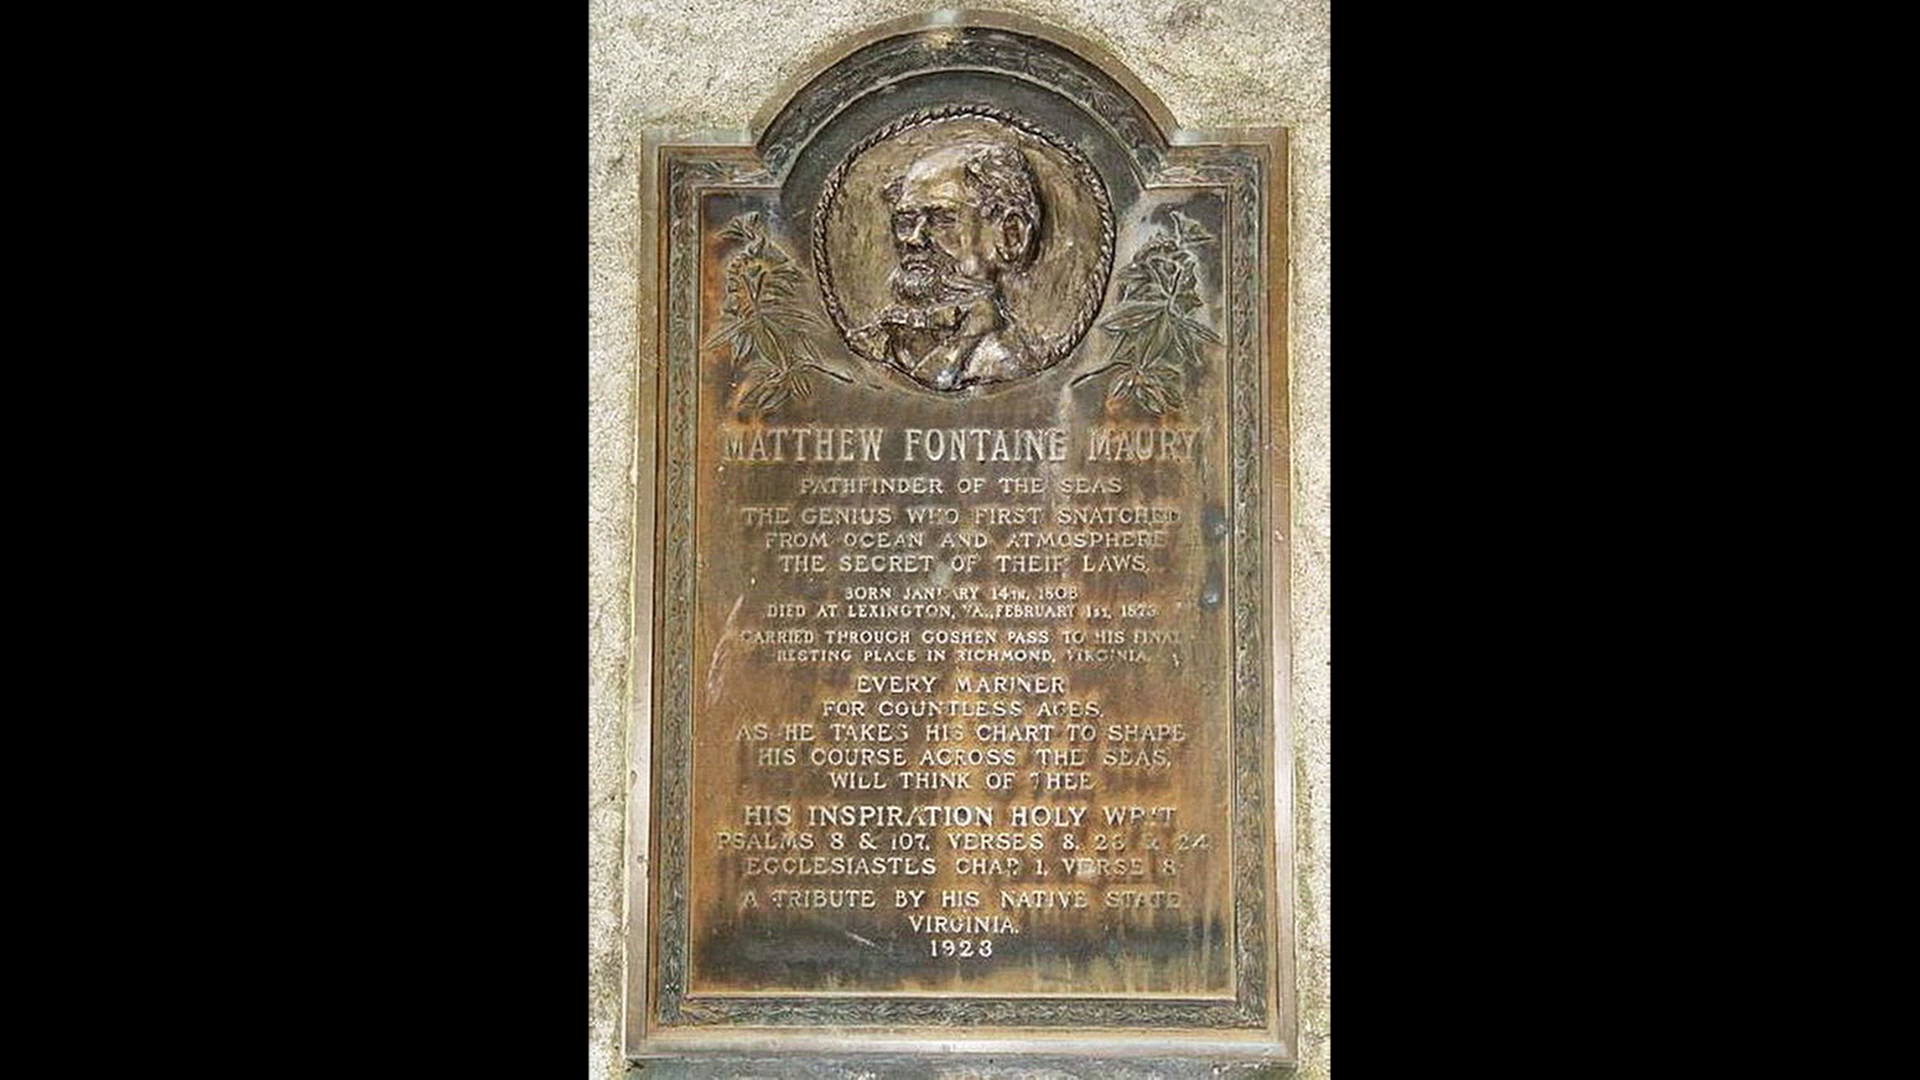 MATTHEW FONTAINE MAURY
PATHFINDER OF THE SEAS
THE GENIUS WHO FIRST SNATCHED
FROM OCEAN AND ATMOSPHERE
THE SECRET OF THEIR LAWS.
BORN JANUARY 14TH, 1806
DIED AT LEXINGTON, VA., FEBRUARY 1ST, 1873
CARRIED THROUGH GOSHEN PASS TO HIS FINAL
RESTING PLACE IN RICHMOND, VIRGINIA.
EVERY MARINER
FOR COUNTLESS AGES,
AS HE TAKES HIS CHART TO SHAPE
HIS COURSE ACROSS THE SEAS,
WILL THINK OF THEE
HIS INSPIRATION HOLY WRIT
PSALMS 8 & 107, VERSES 8, 23 & 24
ECCLESIASTES CHAP 1, VERSE 8
A TRIBUTE BY HIS NATIVE STATE
VIRGINIA.
1923